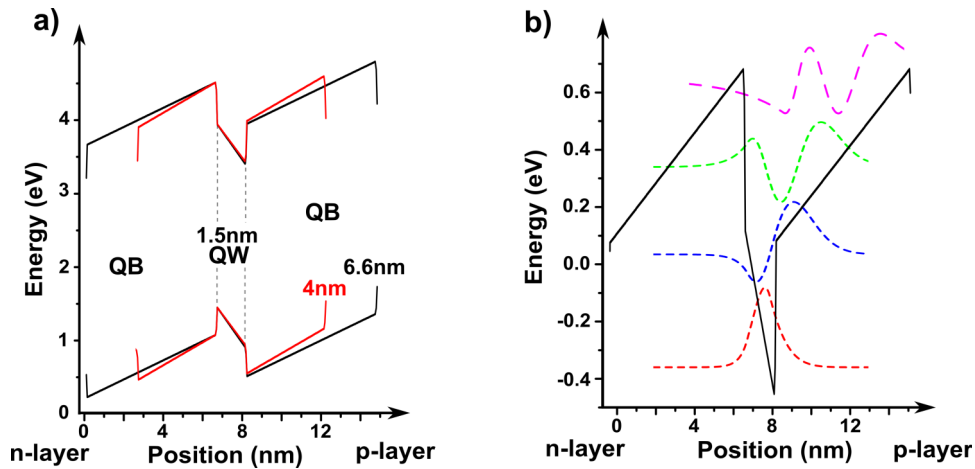 a)
Energy (eV)
4
3
2
1
0
QB
1.5nm
QW
QB
6.6nm
4nm
0
4
8
12
n-layer
Position (nm)
p-layer
b)
Energy (eV)
0.6
0.4
0.2
0.0
-0.2
-0.4
0
4
8
12
n-layer
Position (nm)
p-layer